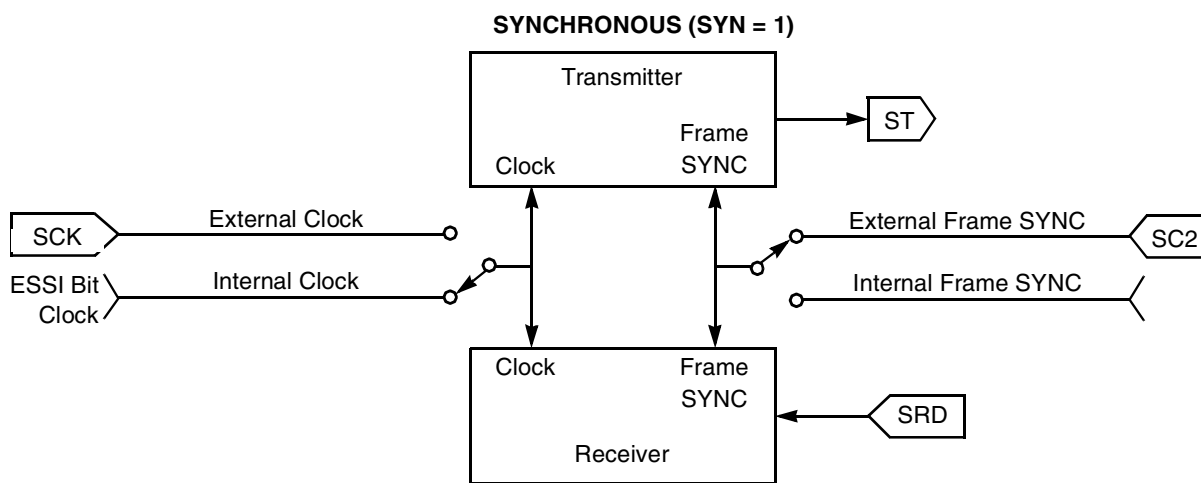 SYNCHRONOUS (SYN = 1)
Transmitter
ST
Frame
SYNC
Clock
External Clock
SCK
External Frame SYNC
SC2
ESSI Bit
Clock
Internal Clock
Internal Frame SYNC
Clock
Frame
SYNC
SRD
Receiver